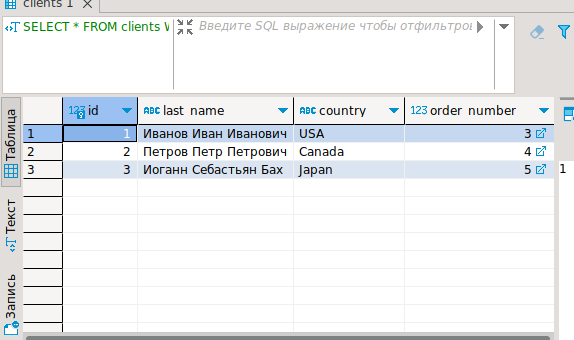 clients 1
SELECT * FROM clients W
Введите SQL выражение чтобы отфильтров
123 id ABC last_name ABC country 123 order_number
1 1 Иванов Иван Иванович USA 3
2 2 Петров Петр Петрович Canada 4
3 3 Иоганн Себастьян Бах Japan 5
1
Таблица
Текст
Запись